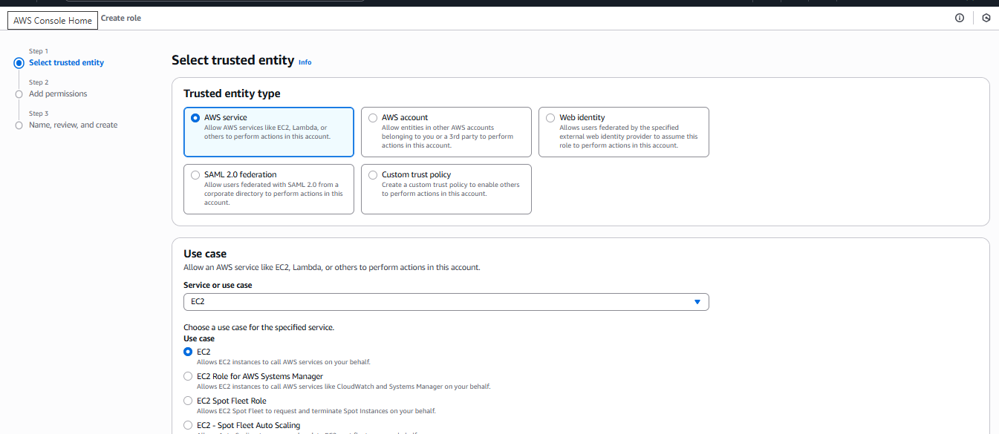 AWS Console Home
Create role
Step 1
Select trusted entity
Step 2
Add permissions
Step 3
Name, review, and create
Select trusted entity Info
Trusted entity type
AWS service
Allow AWS services like EC2, Lambda, or
others to perform actions in this account.
AWS account
Allow entities in other AWS accounts
belonging to you or a 3rd party to perform
actions in this account.
Web identity
Allows users federated by the specified
external web identity provider to assume this
role to perform actions in this account.
SAML 2.0 federation
Allow users federated with SAML 2.0 from a
corporate directory to perform actions in this
account.
Custom trust policy
Create a custom trust policy to enable others
to perform actions in this account.
Use case
Allow an AWS service like EC2, Lambda, or others to perform actions in this account.
Service or use case
EC2
Choose a use case for the specified service.
Use case
EC2
Allows EC2 instances to call AWS services on your behalf.
EC2 Role for AWS Systems Manager
Allows EC2 instances to call AWS services like CloudWatch and Systems Manager on your behalf.
EC2 Spot Fleet Role
Allows EC2 Spot Fleet to request and terminate Spot Instances on your behalf.
EC2 - Spot Fleet Auto Scaling